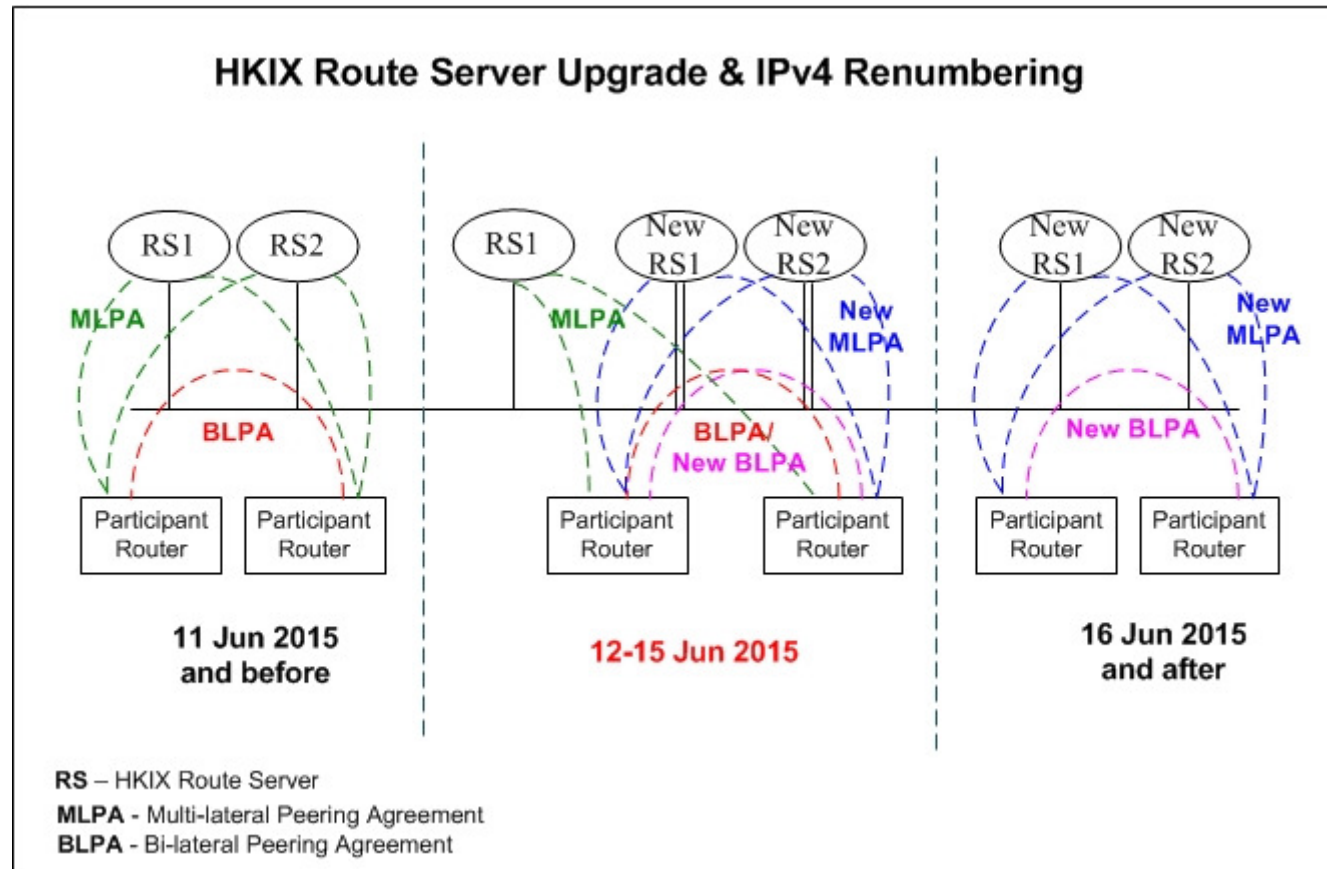 HKIX Route Server Upgrade & IPv4 Renumbering
RS1
RS2
MLPA
BLPA
Participant
Router
Participant
Router
11 Jun 2015
and before
RS1
New
RS1
New
RS2
MLPA
New
MLPA
BLPA/
New BLPA
Participant
Router
Participant
Router
12-15 Jun 2015
New
RS1
New
RS2
New
MLPA
New BLPA
Participant
Router
Participant
Router
16 Jun 2015
and after
RS – HKIX Route Server
MLPA - Multi-lateral Peering Agreement
BLPA - Bi-lateral Peering Agreement